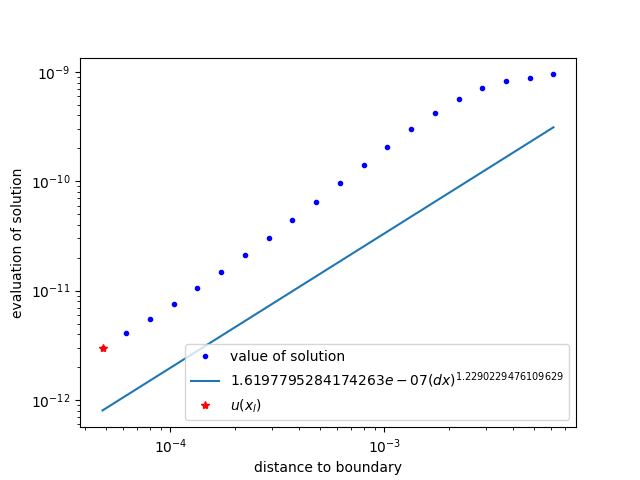 10⁻⁹
10⁻¹⁰
10⁻¹¹
10⁻¹²
evaluation of solution
value of solution
1.6197795284174263e − 07(dx)^1.2290229476109629
u(x_I)
10⁻⁴
10⁻³
distance to boundary